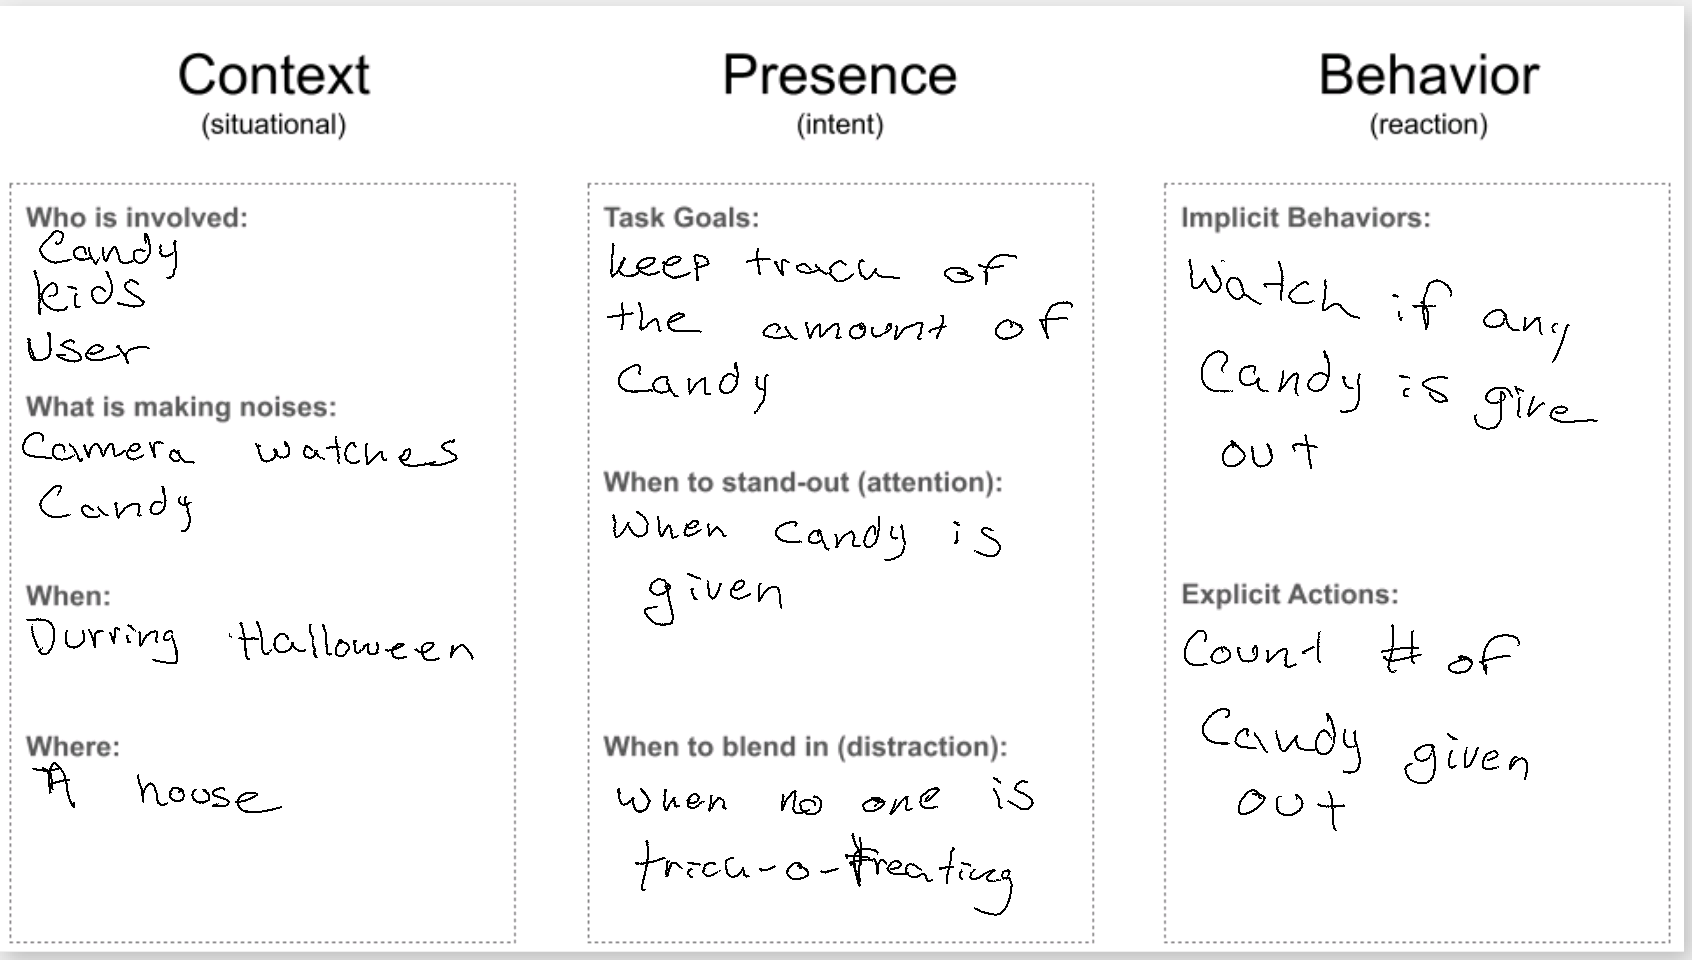 Context
(situational)
Who is involved:
Candy
kids
User
What is making noises:
Camera watches
Candy
When:
Durring Halloween
Where:
A house
Presence
(intent)
Task Goals:
keep track of
the amount of
Candy
When to stand-out (attention):
When candy is
given
When to blend in (distraction):
when no one is
trick-o-treating
Behavior
(reaction)
Implicit Behaviors:
Watch if any
Candy is give
out
Explicit Actions:
Count # of
Candy given
out